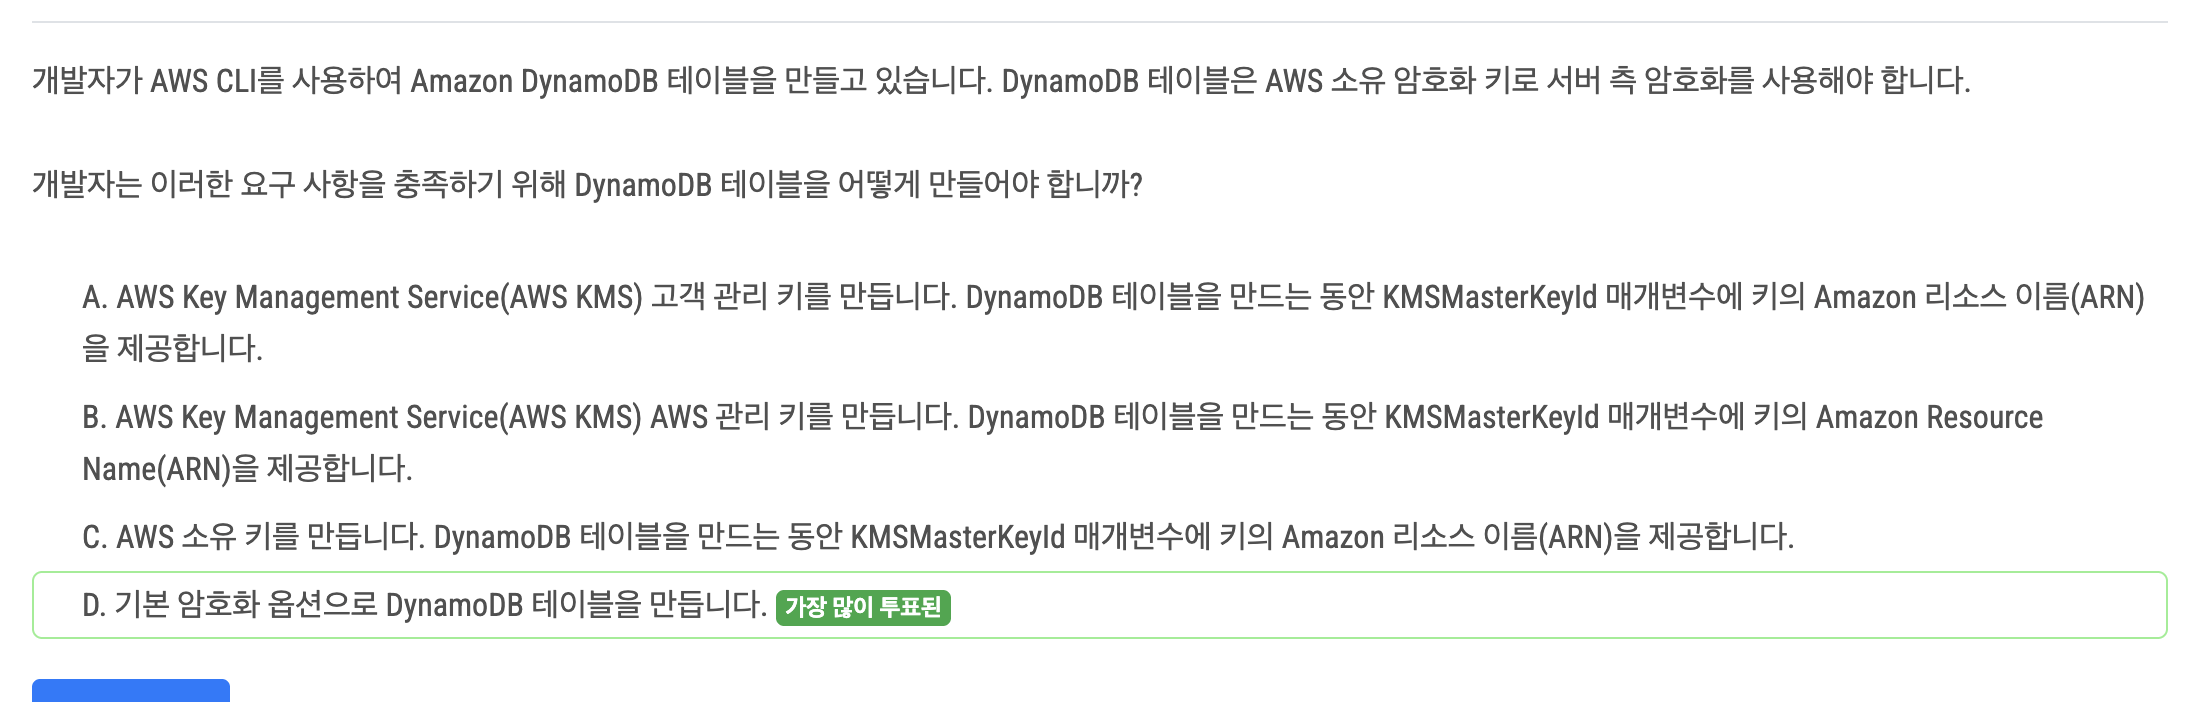 개발자가 AWS CLI를 사용하여 Amazon DynamoDB 테이블을 만들고 있습니다. DynamoDB 테이블은 AWS 소유 암호화 키로 서버 측 암호화를 사용해야 합니다.
개발자는 이러한 요구 사항을 충족하기 위해 DynamoDB 테이블을 어떻게 만들어야 합니까?
A. AWS Key Management Service(AWS KMS) 고객 관리 키를 만듭니다. DynamoDB 테이블을 만드는 동안 KMSMasterKeyId 매개변수에 키의 Amazon 리소스 이름(ARN)
을 제공합니다.
B. AWS Key Management Service(AWS KMS) AWS 관리 키를 만듭니다. DynamoDB 테이블을 만드는 동안 KMSMasterKeyId 매개변수에 키의 Amazon Resource
Name(ARN)을 제공합니다.
C. AWS 소유 키를 만듭니다. DynamoDB 테이블을 만드는 동안 KMSMasterKeyId 매개변수에 키의 Amazon 리소스 이름(ARN)을 제공합니다.
D. 기본 암호화 옵션으로 DynamoDB 테이블을 만듭니다. 가장 많이 투표된